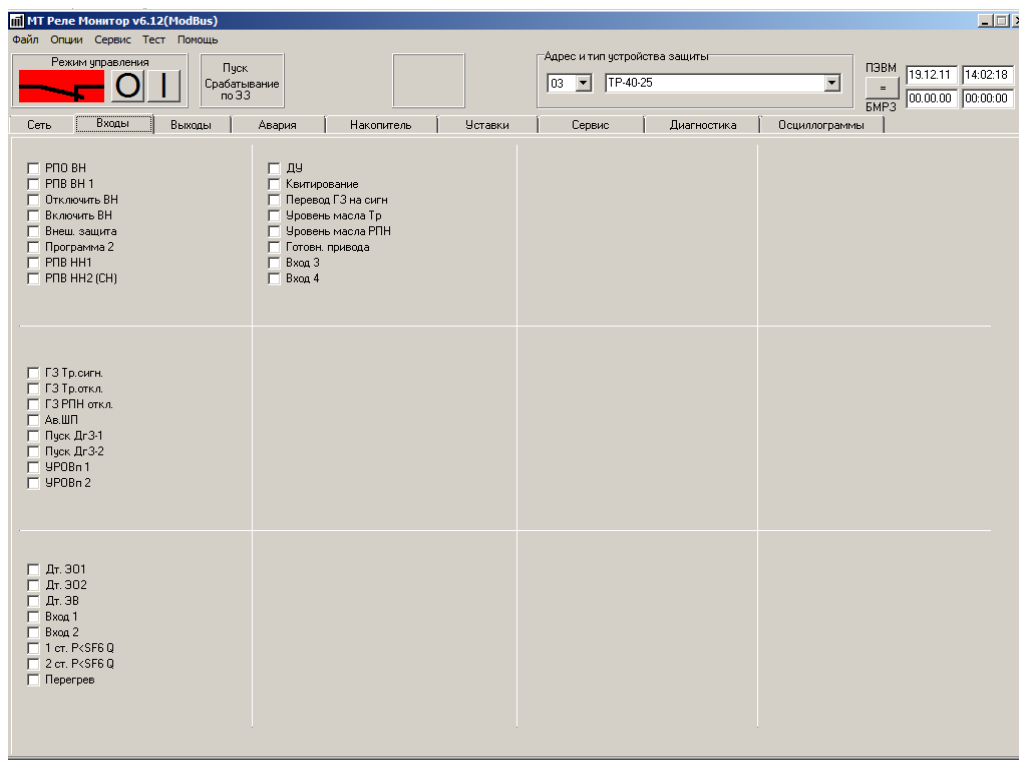 МТ Реле Монитор v6.12(ModBus)
Файл Опции Сервис Тест Помощь
Режим управления
O I
Пуск
Срабатывание
по ЭЗ
Адрес и тип устройства защиты
03 ТР-40-25
ПЭВМ
=
БМРЗ
19.12.11 14:02:18
00.00.00 00:00:00
Сеть Входы Выходы Авария Накопитель Уставки Сервис Диагностика Осциллограммы
РПО ВН
РПВ ВН 1
Отключить ВН
Включить ВН
Внеш. защита
Программа 2
РПВ НН1
РПВ НН2 (СН)
ДУ
Квитирование
Перевод ГЗ на сигн
Уровень масла Тр
Уровень масла РПН
Готовн. привода
Вход 3
Вход 4
ГЗ Тр.сигн.
ГЗ Тр.откл.
ГЗ РПН откл.
Ав.ШП
Пуск ДгЗ-1
Пуск ДгЗ-2
УРОВп 1
УРОВп 2
Дт. ЭО1
Дт. ЭО2
Дт. ЭВ
Вход 1
Вход 2
1 ст. P<SF6 Q
2 ст. P<SF6 Q
Перегрев